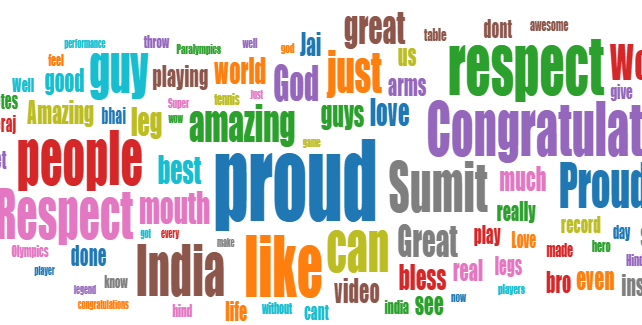 performance throw well great table dont awesome
feel Paralympics god Jai
Well good guy playing world God just us respect
arms give
Amazing bhai leg Super tennis Just guys love
wow amazing game Congratulat
people best proud Sumit much Proud
Respect mouth really
got every Great play Love record day
Olympics done make India like can made hero
player know bless real legs
legend video players bro even
congratulations hind life without cant india see now